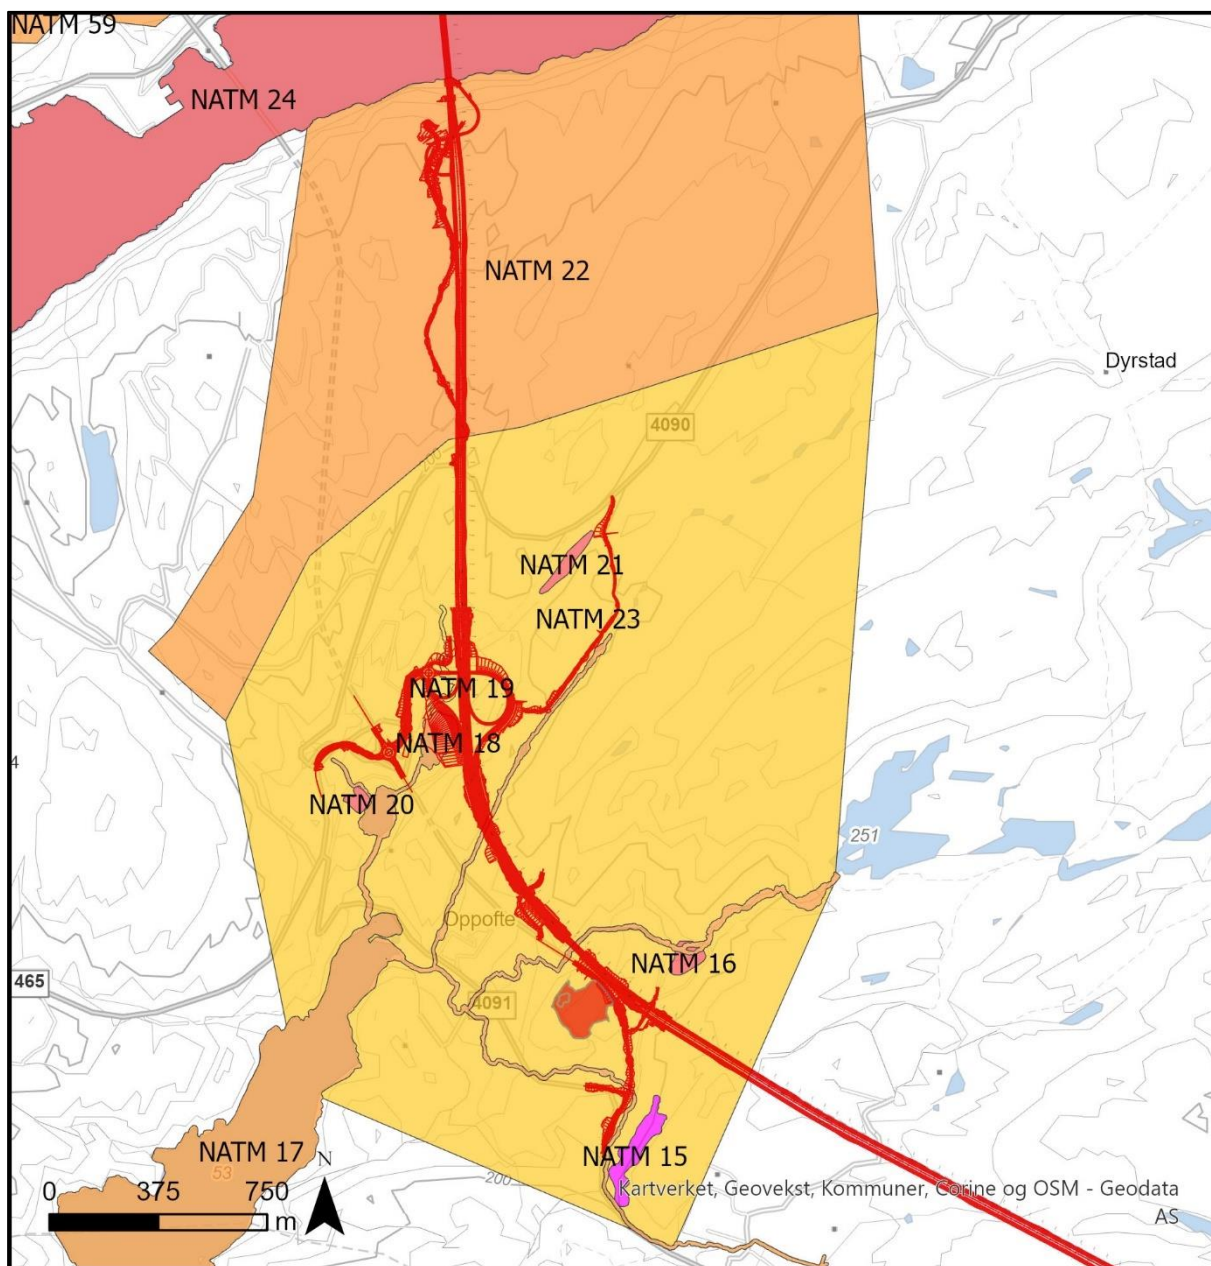 NATM 59
NATM 24
NATM 22
Dyrstad
4090
200
NATM 21
NATM 23
NATM 19
NATM 18
4
NATM 20
251
Oppofte
NATM 16
465
4091
NATM 17
53
N
NATM 15
200
0 375 750
m
Kartverket, Geovekst, Kommuner, Corine og OSM - Geodata
AS